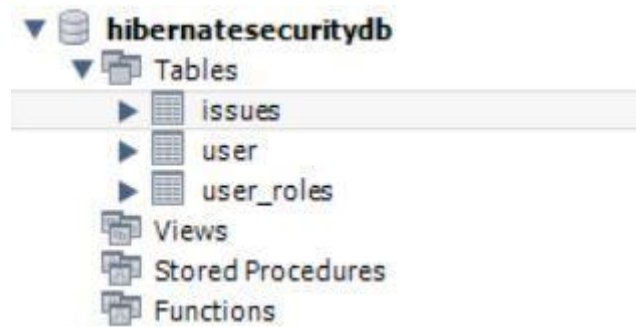 hibernatesecuritydb
Tables
issues
user
user_roles
Views
Stored Procedures
Functions